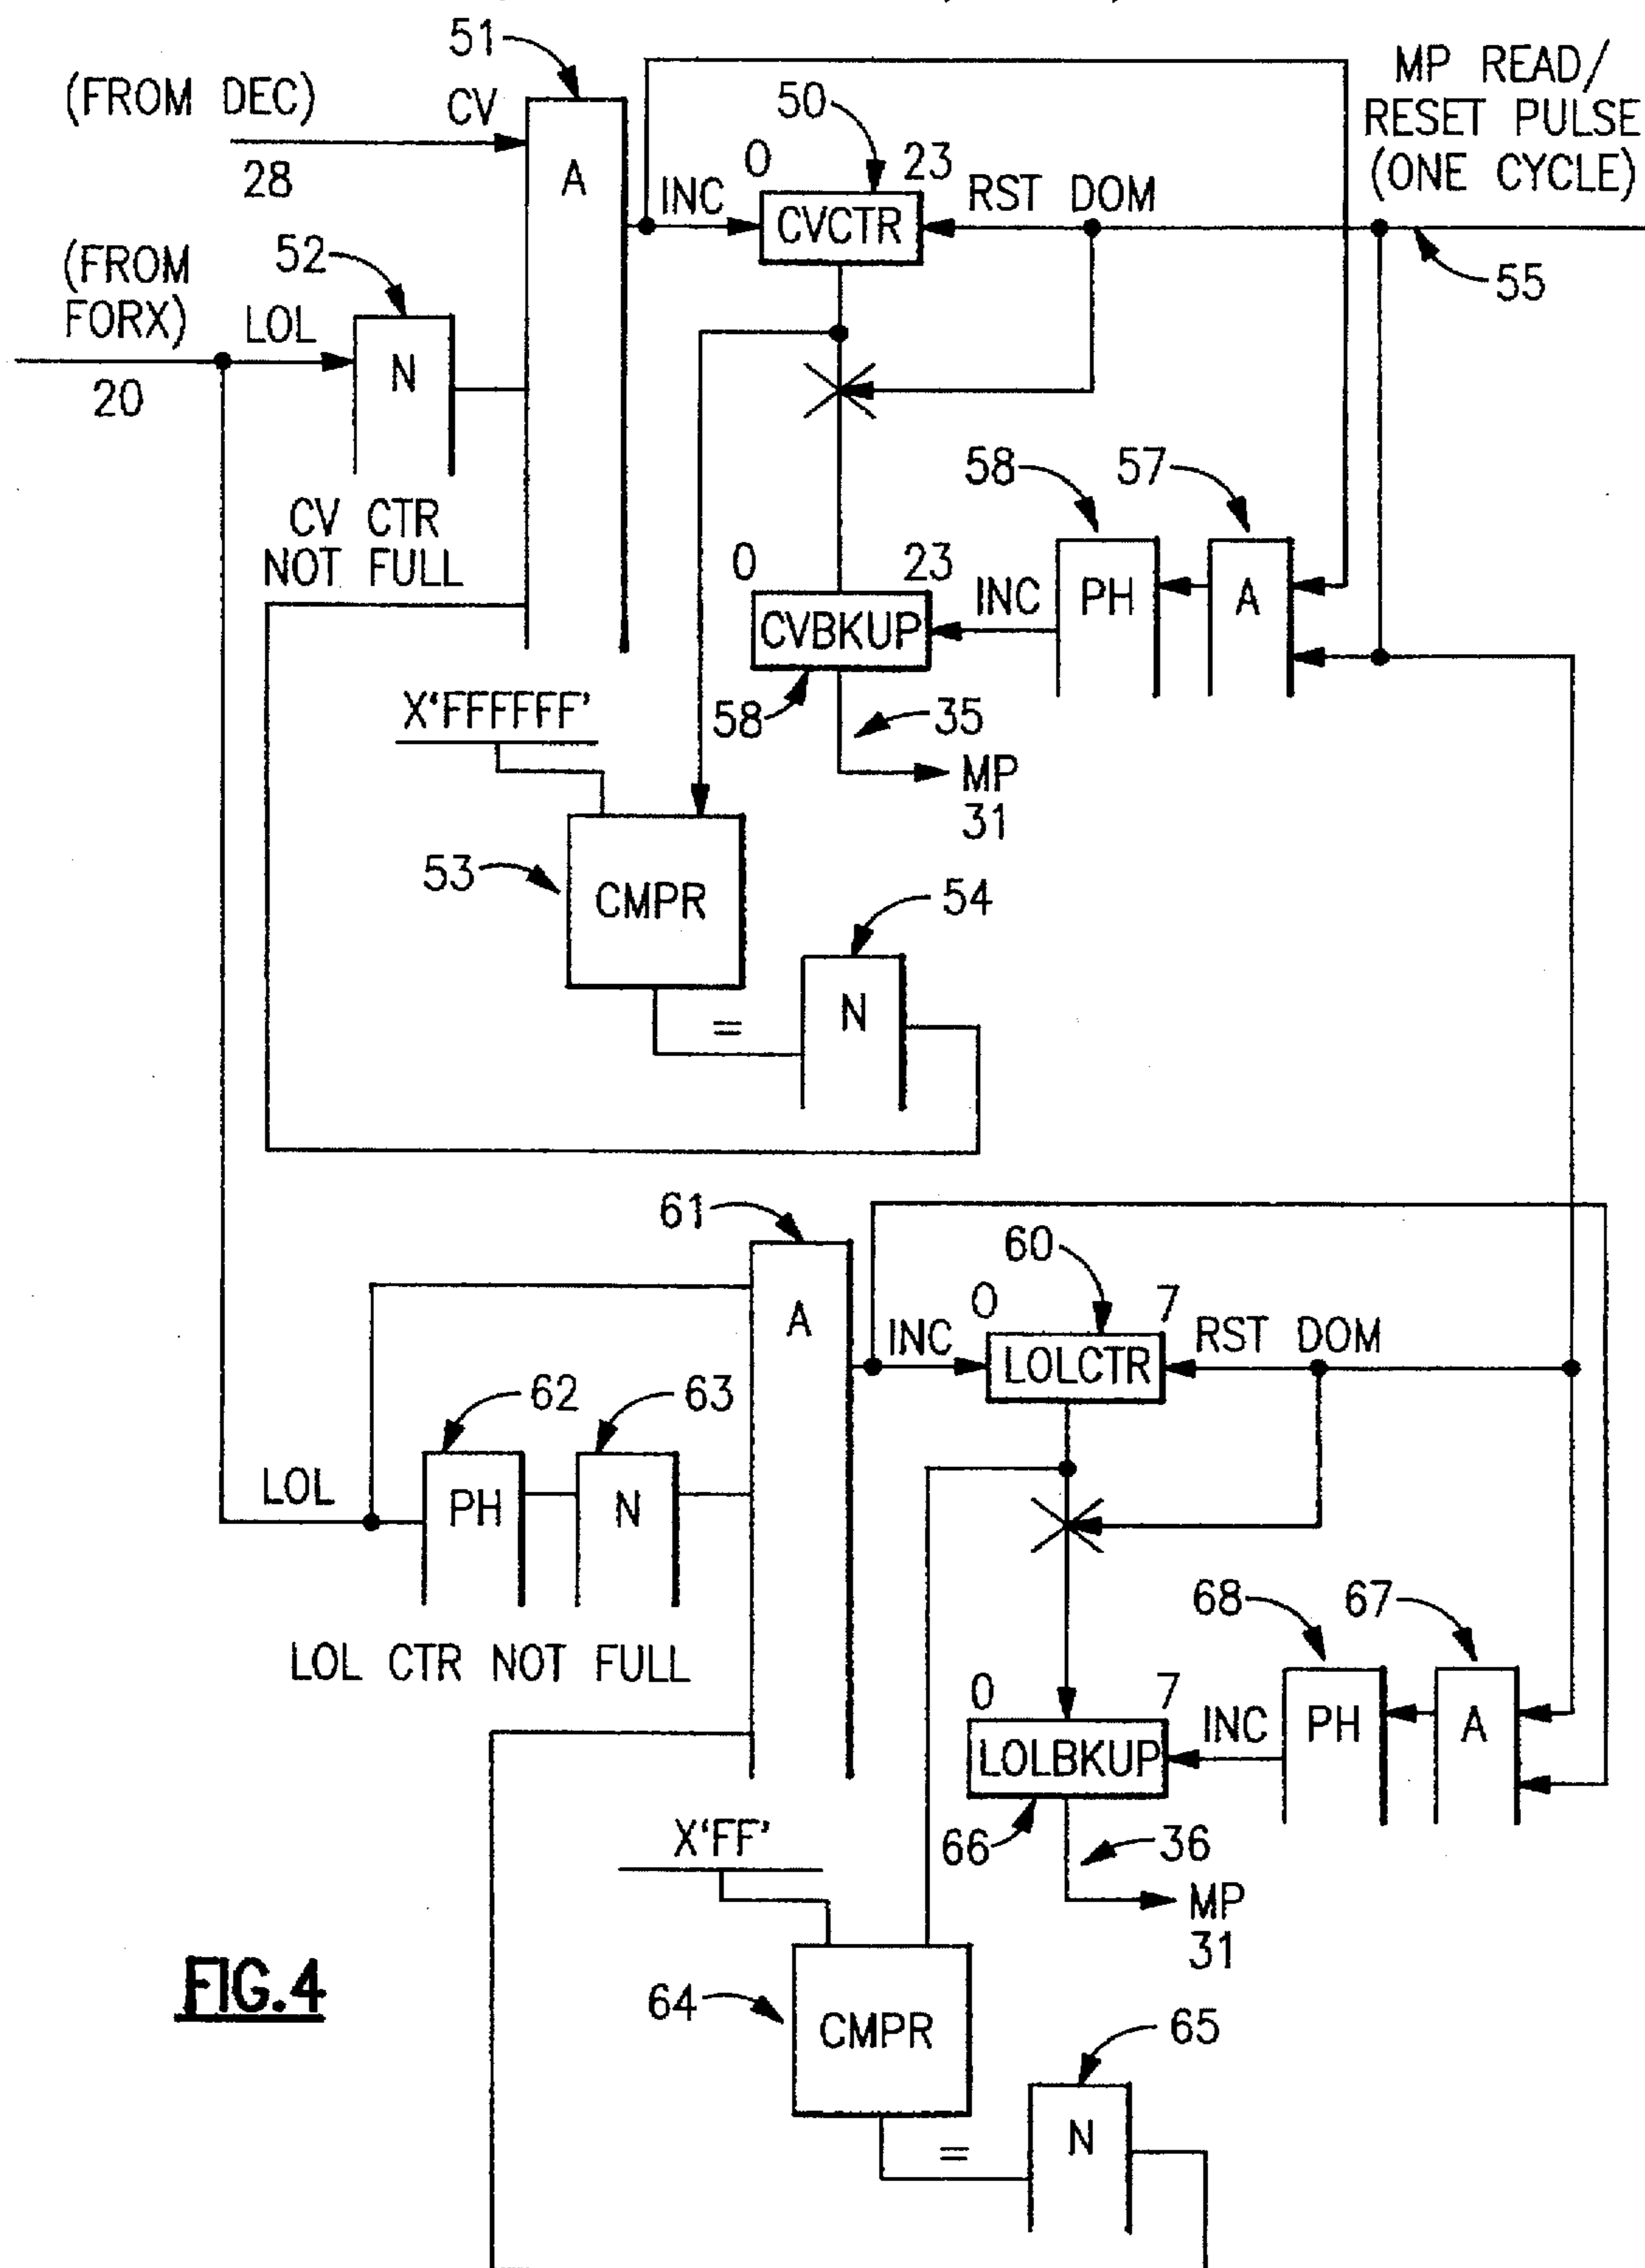 51
(FROM DEC)
CV
28
A
50
0
23
INC
CVCTR
RST DOM
MP READ/
RESET PULSE
(ONE CYCLE)
55
(FROM
FORX)
52
LOL
20
N
CV CTR
NOT FULL
58
57
0
23
INC
PH
A
CVBKUP
58
35
MP
31
X'FFFFFF'
53
CMPR
54
=
N
61
A
60
0
7
INC
LOLCTR
RST DOM
62
63
LOL
PH
N
LOL CTR NOT FULL
68
67
0
7
INC
PH
A
LOLBKUP
66
36
MP
31
X'FF'
64
CMPR
65
=
N
FIG.4